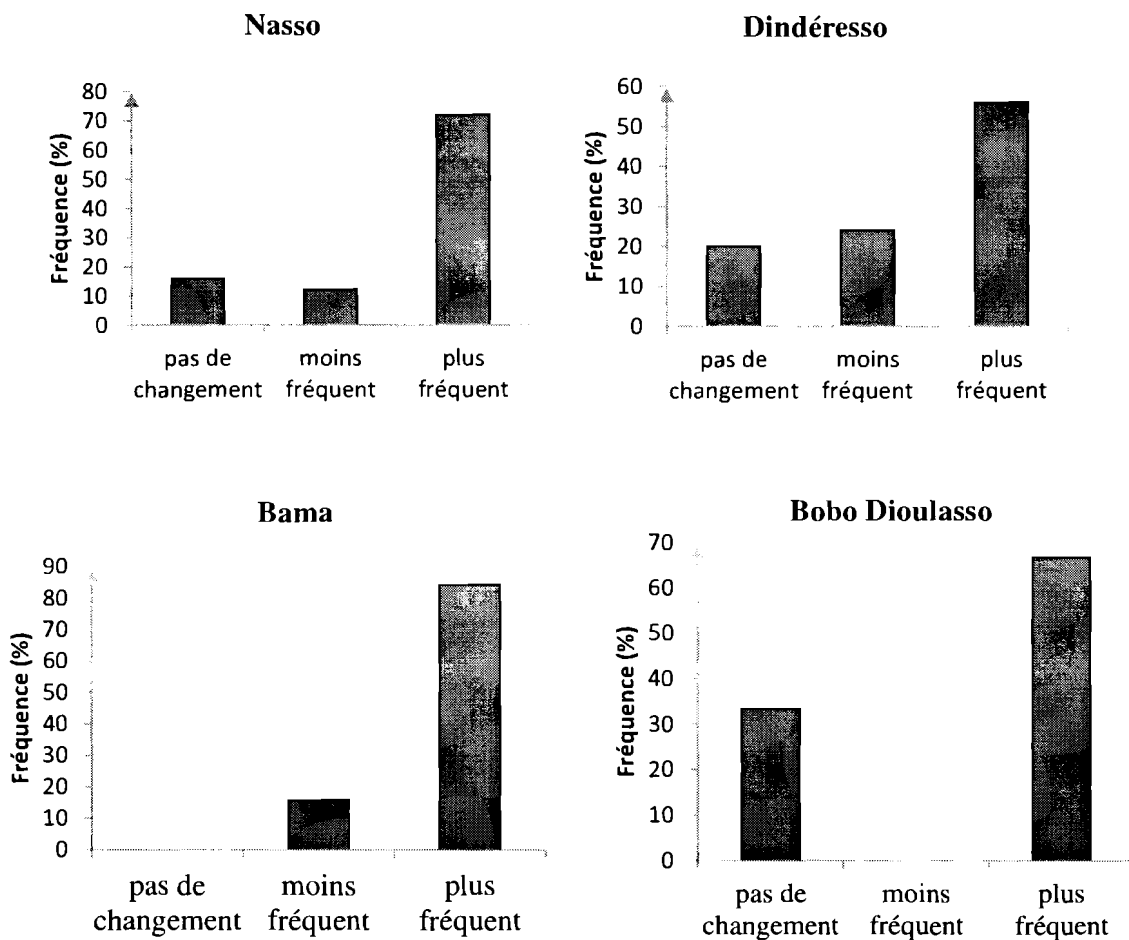 Nasso
Fréquence (%)
80
70
60
50
40
30
20
10
0
pas de changement
moins fréquent
plus fréquent
Dindéresso
Fréquence (%)
60
50
40
30
20
10
0
pas de changement
moins fréquent
plus fréquent
Bama
Fréquence (%)
90
80
70
60
50
40
30
20
10
0
pas de changement
moins fréquent
plus fréquent
Bobo Dioulasso
Fréquence (%)
70
60
50
40
30
20
10
0
pas de changement
moins fréquent
plus fréquent